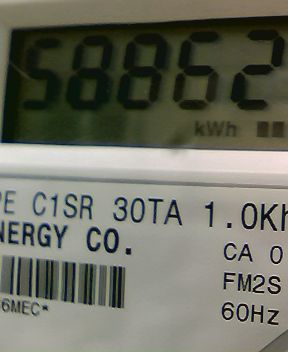 58862
kWh
PE C1SR 30TA 1.0Kh
NERGY CO.
CA 0
FM2S
60Hz
6MEC*